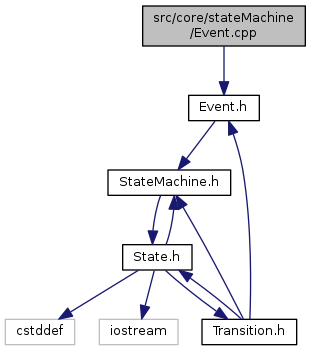 src/core/stateMachine
/Event.cpp
Event.h
StateMachine.h
State.h
cstddef
iostream
Transition.h